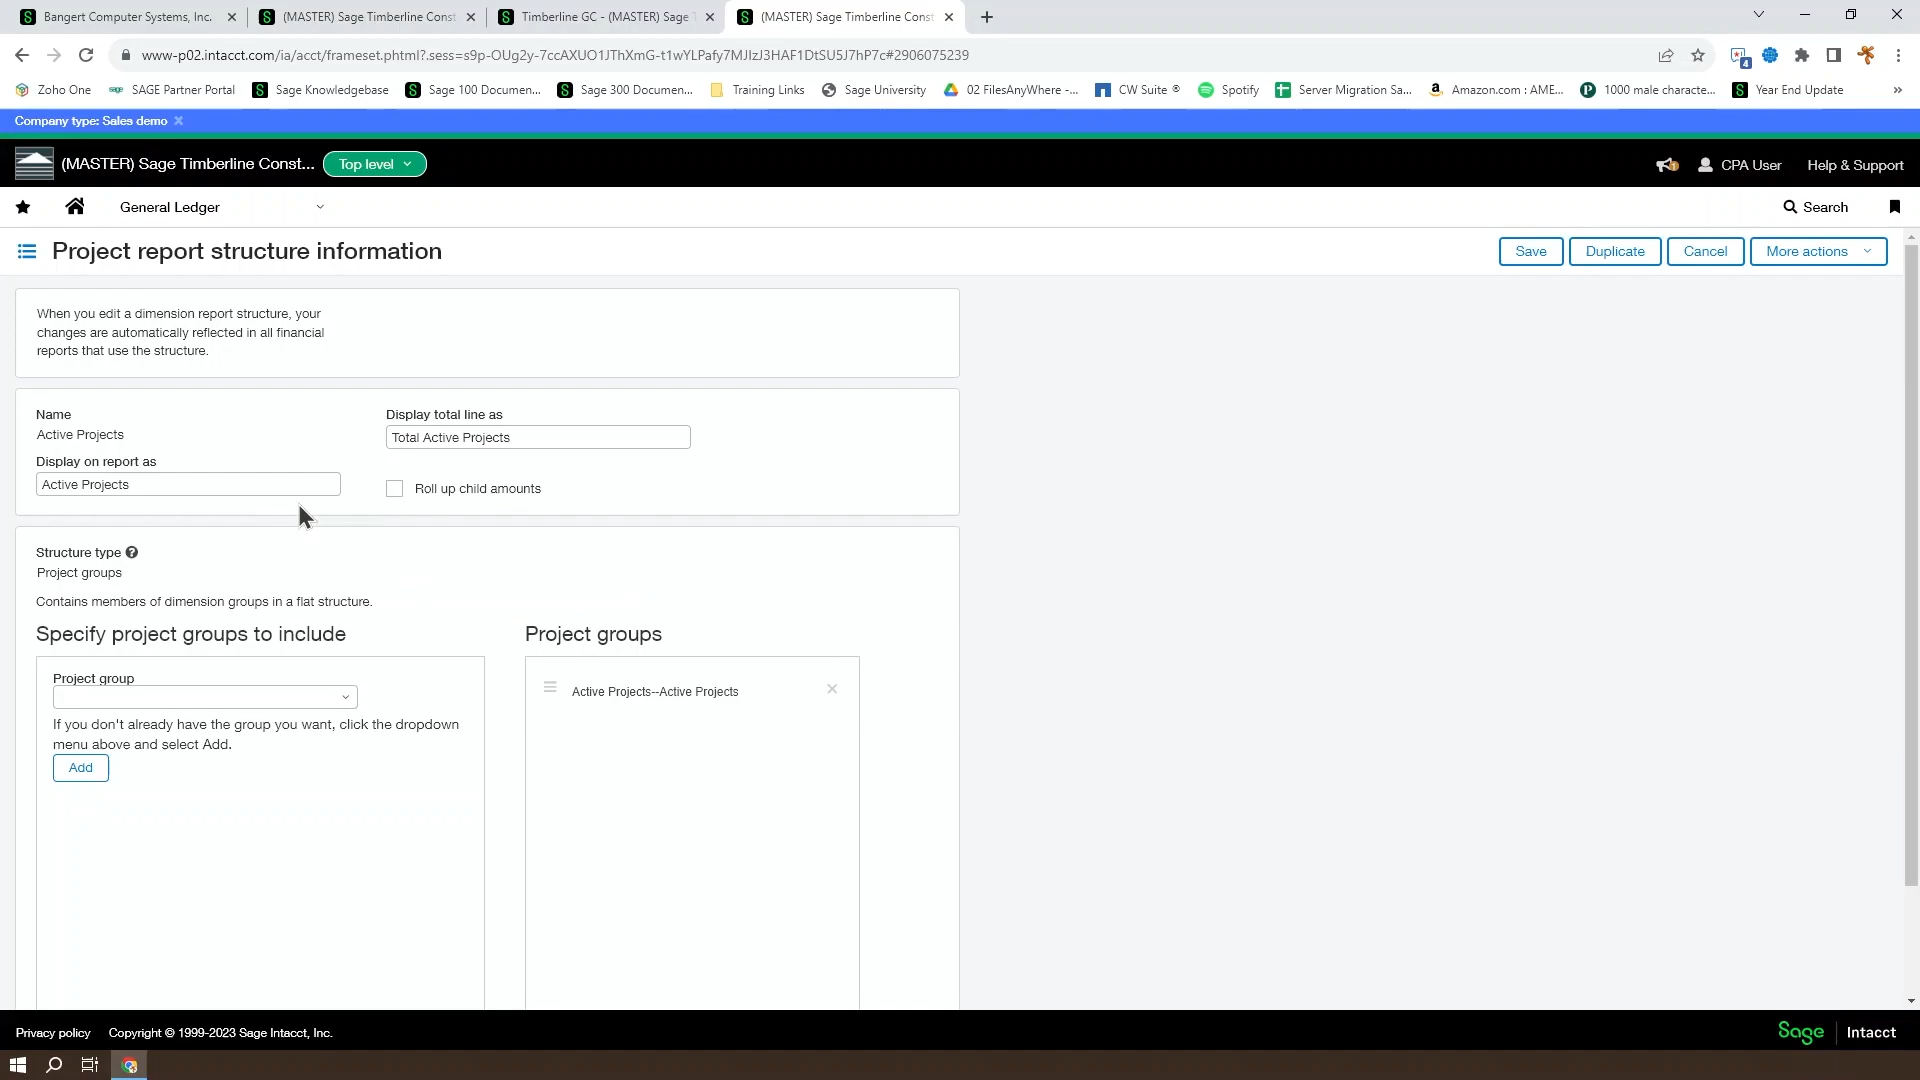 Bangert Computer Systems, Inc.
(MASTER) Sage Timberline Const
Timberline GC - (MASTER) Sage T
(MASTER) Sage Timberline Const
www-p02.intacct.com/ia/acct/frameset.phtml?.sess=s9p-OUg2y-7ccAXUO1JThXmG-t1wYLPafy7MJIzJ3HAF1DtSU5J7hP7c#2906075239
4
Zoho One
SAGE Partner Portal
Sage Knowledgebase
Sage 100 Documen...
Sage 300 Documen...
Training Links
Sage University
02 FilesAnyWhere -...
CW Suite ®
Spotify
Server Migration Sa...
Amazon.com : AME...
1000 male characte...
Year End Update
»
Company type: Sales demo
(MASTER) Sage Timberline Const...
Top level
1
CPA User
Help & Support
General Ledger
Search
Project report structure information
Save
Duplicate
Cancel
More actions
When you edit a dimension report structure, your
changes are automatically reflected in all financial
reports that use the structure.
Name
Active Projects
Display total line as
Total Active Projects
Display on report as
Active Projects
Roll up child amounts
Structure type
Project groups
Contains members of dimension groups in a flat structure.
Specify project groups to include
Project groups
Project group
If you don't already have the group you want, click the dropdown
menu above and select Add.
Add
Active Projects--Active Projects
Privacy policy
Copyright © 1999-2023 Sage Intacct, Inc.
Sage
Intacct